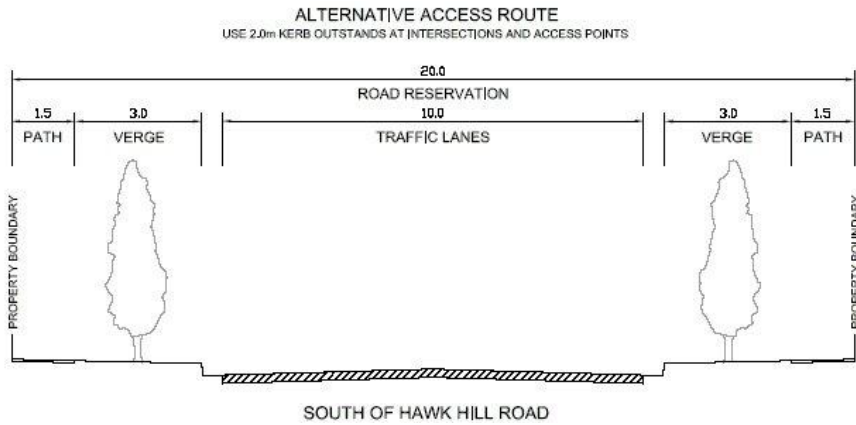 ALTERNATIVE ACCESS ROUTE
USE 2.0m KERB OUTSTANDS AT INTERSECTIONS AND ACCESS POINTS
20.0
ROAD RESERVATION
1.5 3.0 10.0 3.0 1.5
PATH VERGE TRAFFIC LANES VERGE PATH
PROPERTY BOUNDARY
PROPERTY BOUNDARY
SOUTH OF HAWK HILL ROAD